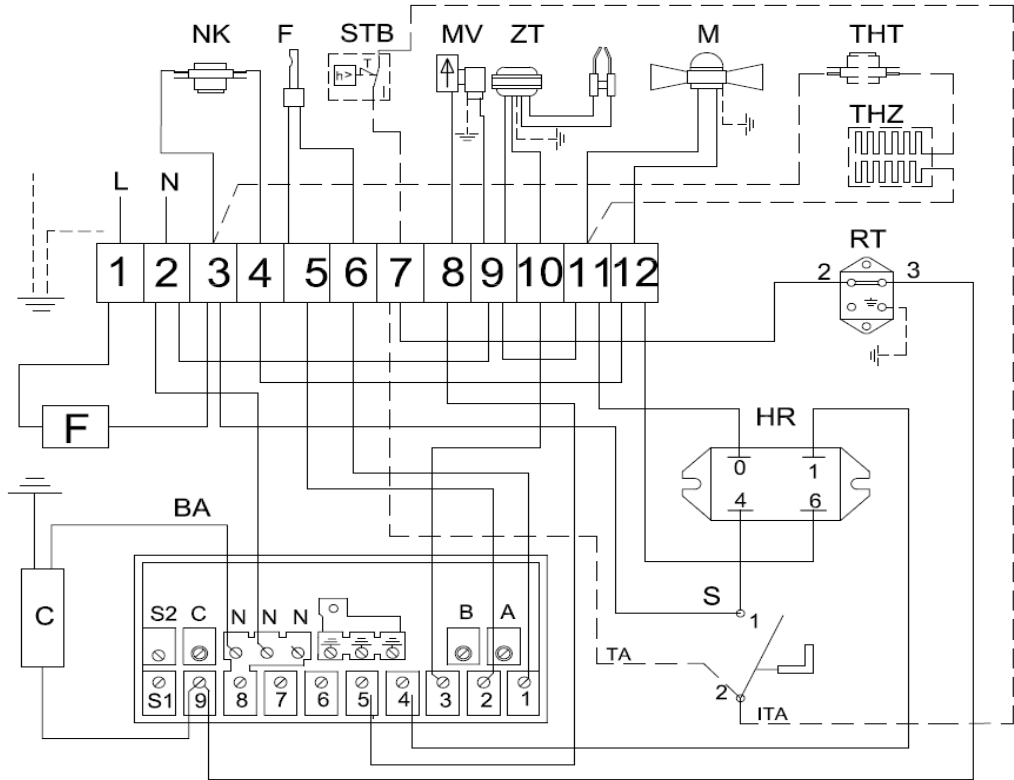 NK F STB MV ZT M THT
h> T
I
THZ
L N
RT
2 3
1 2 3 4 5 6 7 8 9 10 11 12
F
HR
0 1
4 6
BA
C
S
1
S2 C N N N B A
TA
2
S1 9 8 7 6 5 4 3 2 1
ITA